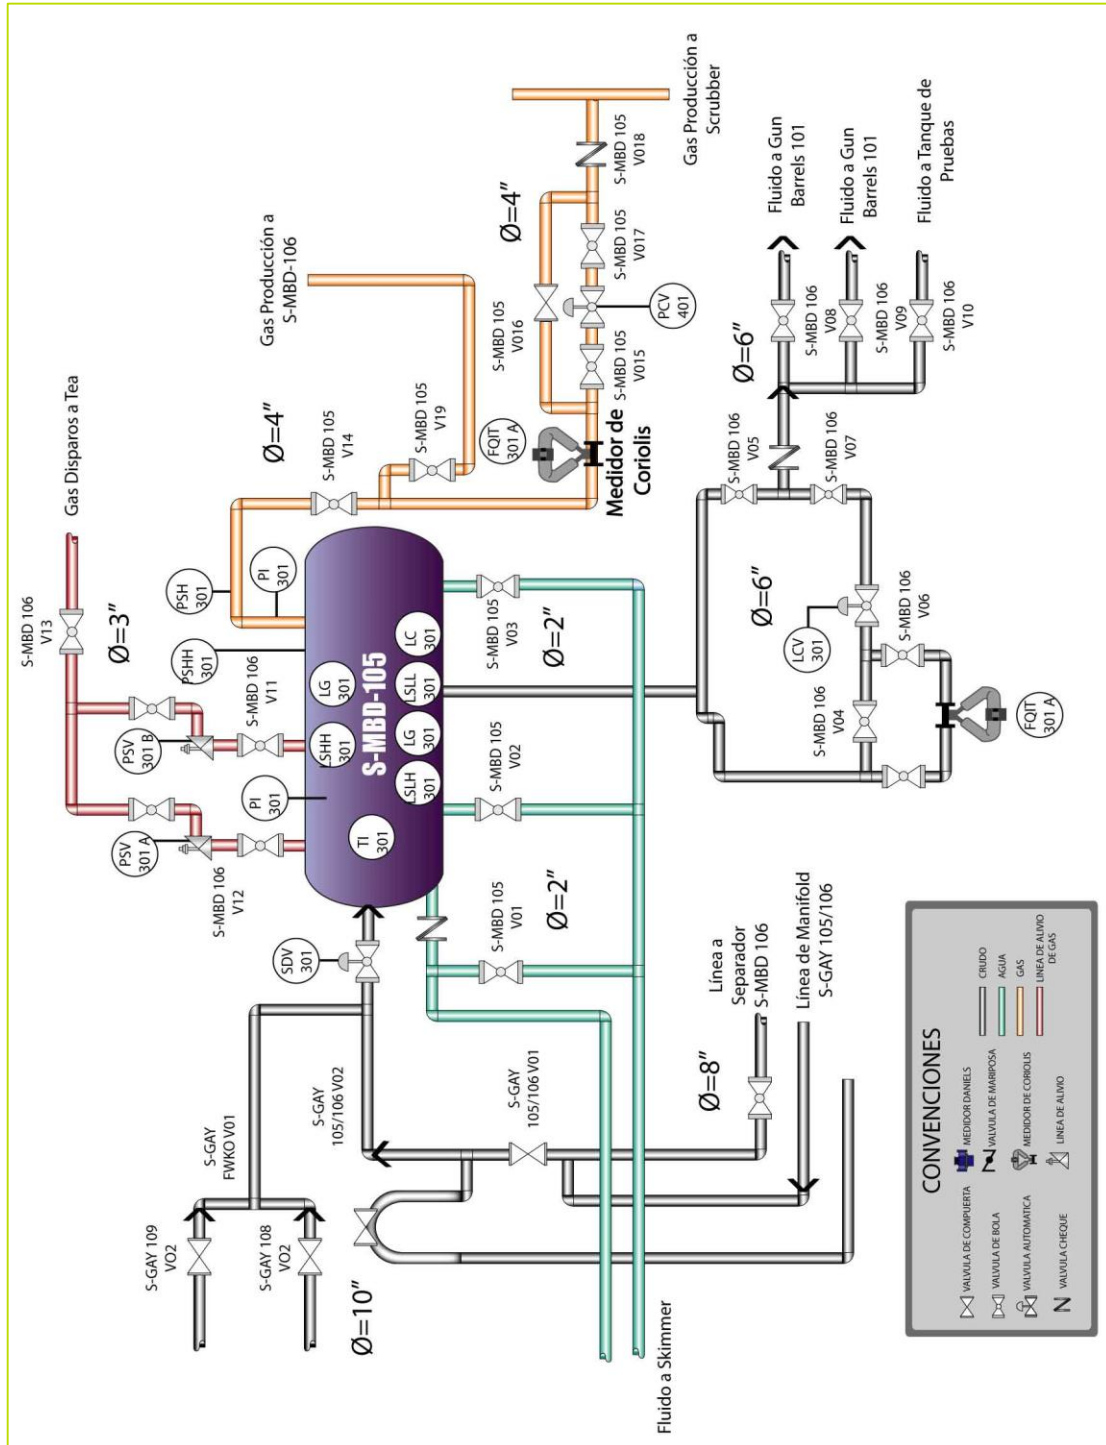 Gas Disparos a Tea
S-MBD 106
V13
Ø=3"
PSV
301 B
PSV
301 A
S-MBD 106
V11
S-MBD 106
V12
PSHH
301
PSH
301
PI
301
PI
301
Gas Producción a
S-MBD-106
Ø=4"
S-MBD 105
V14
S-MBD 105
V19
Gas Producción a
Scrubber
Ø=4"
S-MBD 105
V018
S-MBD 105
V017
S-MBD 105
V016
S-MBD 105
V015
PCV
401
FQIT
301 A
Medidor de
Coriolis
S-MBD-105
TI
301
LSHH
301
LG
301
LSLH
301
LG
301
LSLL
301
LC
301
SDV
301
S-GAY 109
VO2
S-GAY 108
VO2
S-GAY
FWKO V01
S-GAY
105/106 V02
S-GAY
105/106 V01
Ø=10"
Ø=8"
Línea a
Separador
S-MBD 106
Línea de Manifold
S-GAY 105/106
Fluido a Skimmer
S-MBD 105
V01
Ø=2"
S-MBD 105
V02
S-MBD 105
V03
Ø=2"
Fluido a Gun
Barrels 101
Fluido a Gun
Barrels 101
Fluido a Tanque de
Pruebas
Ø=6"
S-MBD 106
V08
S-MBD 106
V09
S-MBD 106
V10
S-MBD 106
V05
S-MBD 106
V07
Ø=6"
LCV
301
S-MBD 106
V06
S-MBD 106
V04
FQIT
301 A
CONVENCIONES
VALVULA DE COMPUERTA
VALVULA DE BOLA
VALVULA AUTOMATICA
VALVULA CHEQUE
MEDIDOR DANIELS
VALVULA DE MARIPOSA
MEDIDOR DE CORIOLIS
LINEA DE ALIVIO
CRUDO
AGUA
GAS
LINEA DE ALIVIO
DE GAS